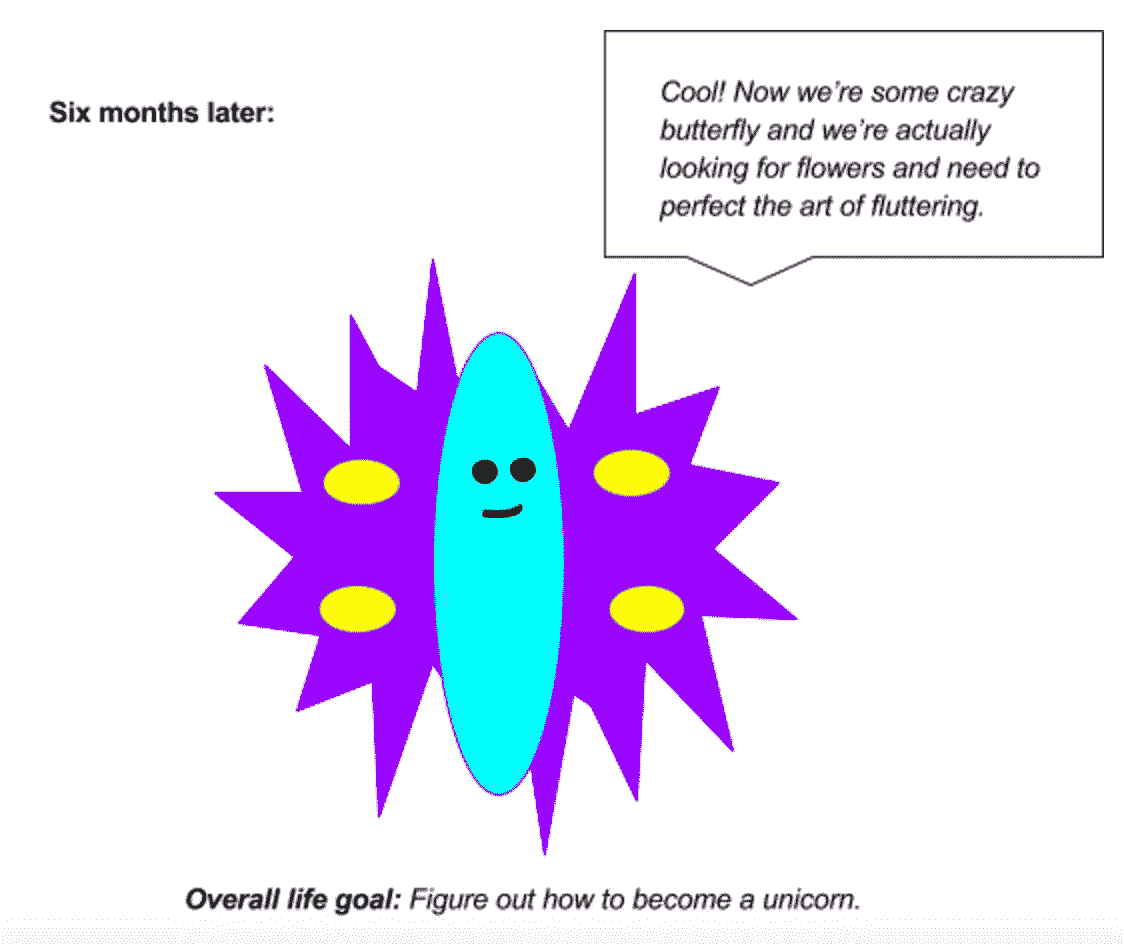 Six months later:
Cool! Now we’re some crazy
butterfly and we’re actually
looking for flowers and need to
perfect the art of fluttering.
Overall life goal: Figure out how to become a unicorn.